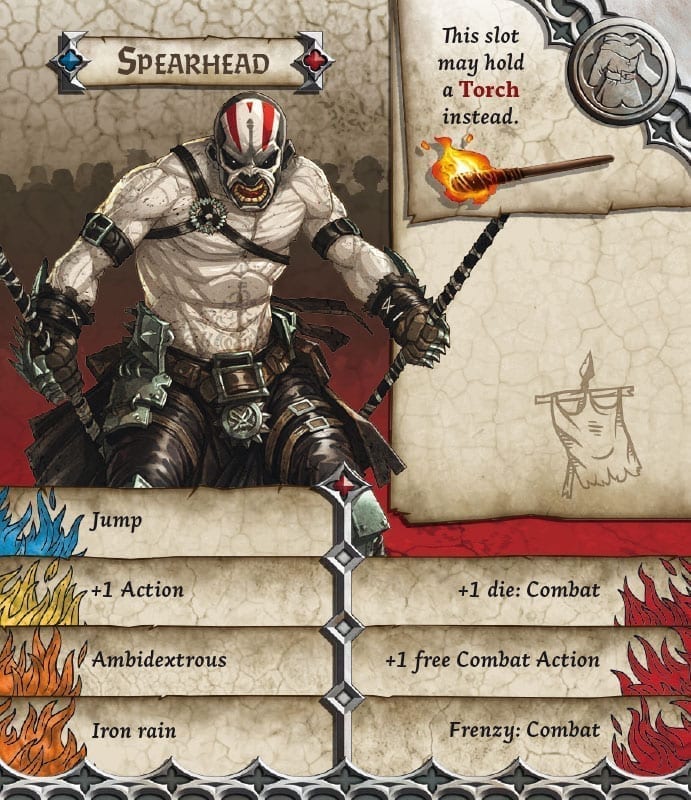 Spearhead
This slot
may hold
a Torch
instead.
Jump
+1 Action
+1 die: Combat
Ambidextrous
+1 free Combat Action
Iron rain
Frenzy: Combat